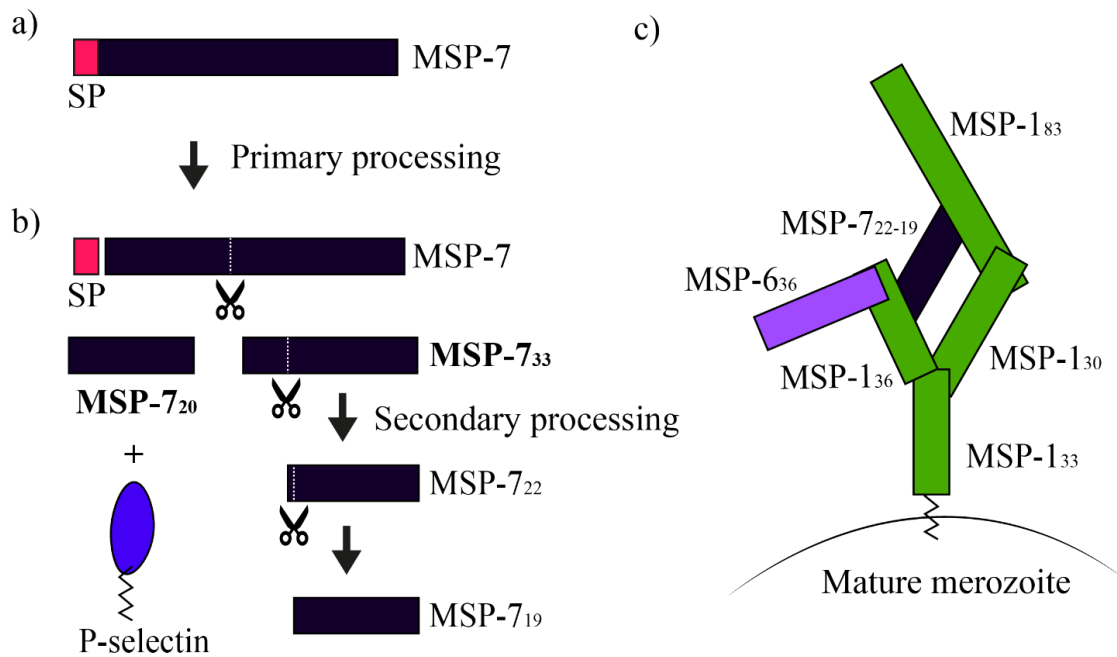 a)
MSP-7
SP
Primary processing
b)
MSP-7
SP
MSP-7₃₃
MSP-7₂₀
Secondary processing
+
MSP-7₂₂
MSP-7₁₉
P-selectin
c)
MSP-1₈₃
MSP-7₂₂₋₁₉
MSP-6₃₆
MSP-1₃₆
MSP-1₃₀
MSP-1₃₃
Mature merozoite